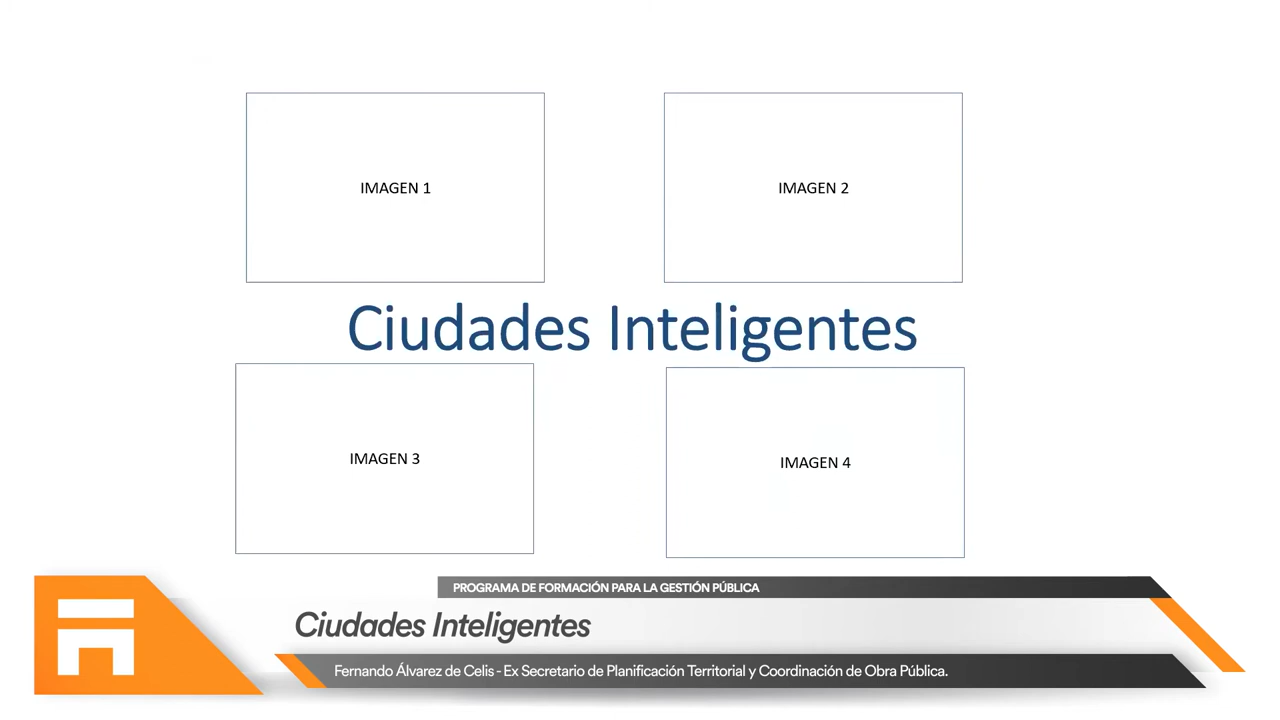 IMAGEN 1
IMAGEN 2
Ciudades Inteligentes
IMAGEN 3
IMAGEN 4
PROGRAMA DE FORMACIÓN PARA LA GESTIÓN PÚBLICA
Ciudades Inteligentes
Fernando Álvarez de Celis - Ex Secretario de Planificación Territorial y Coordinación de Obra Pública.